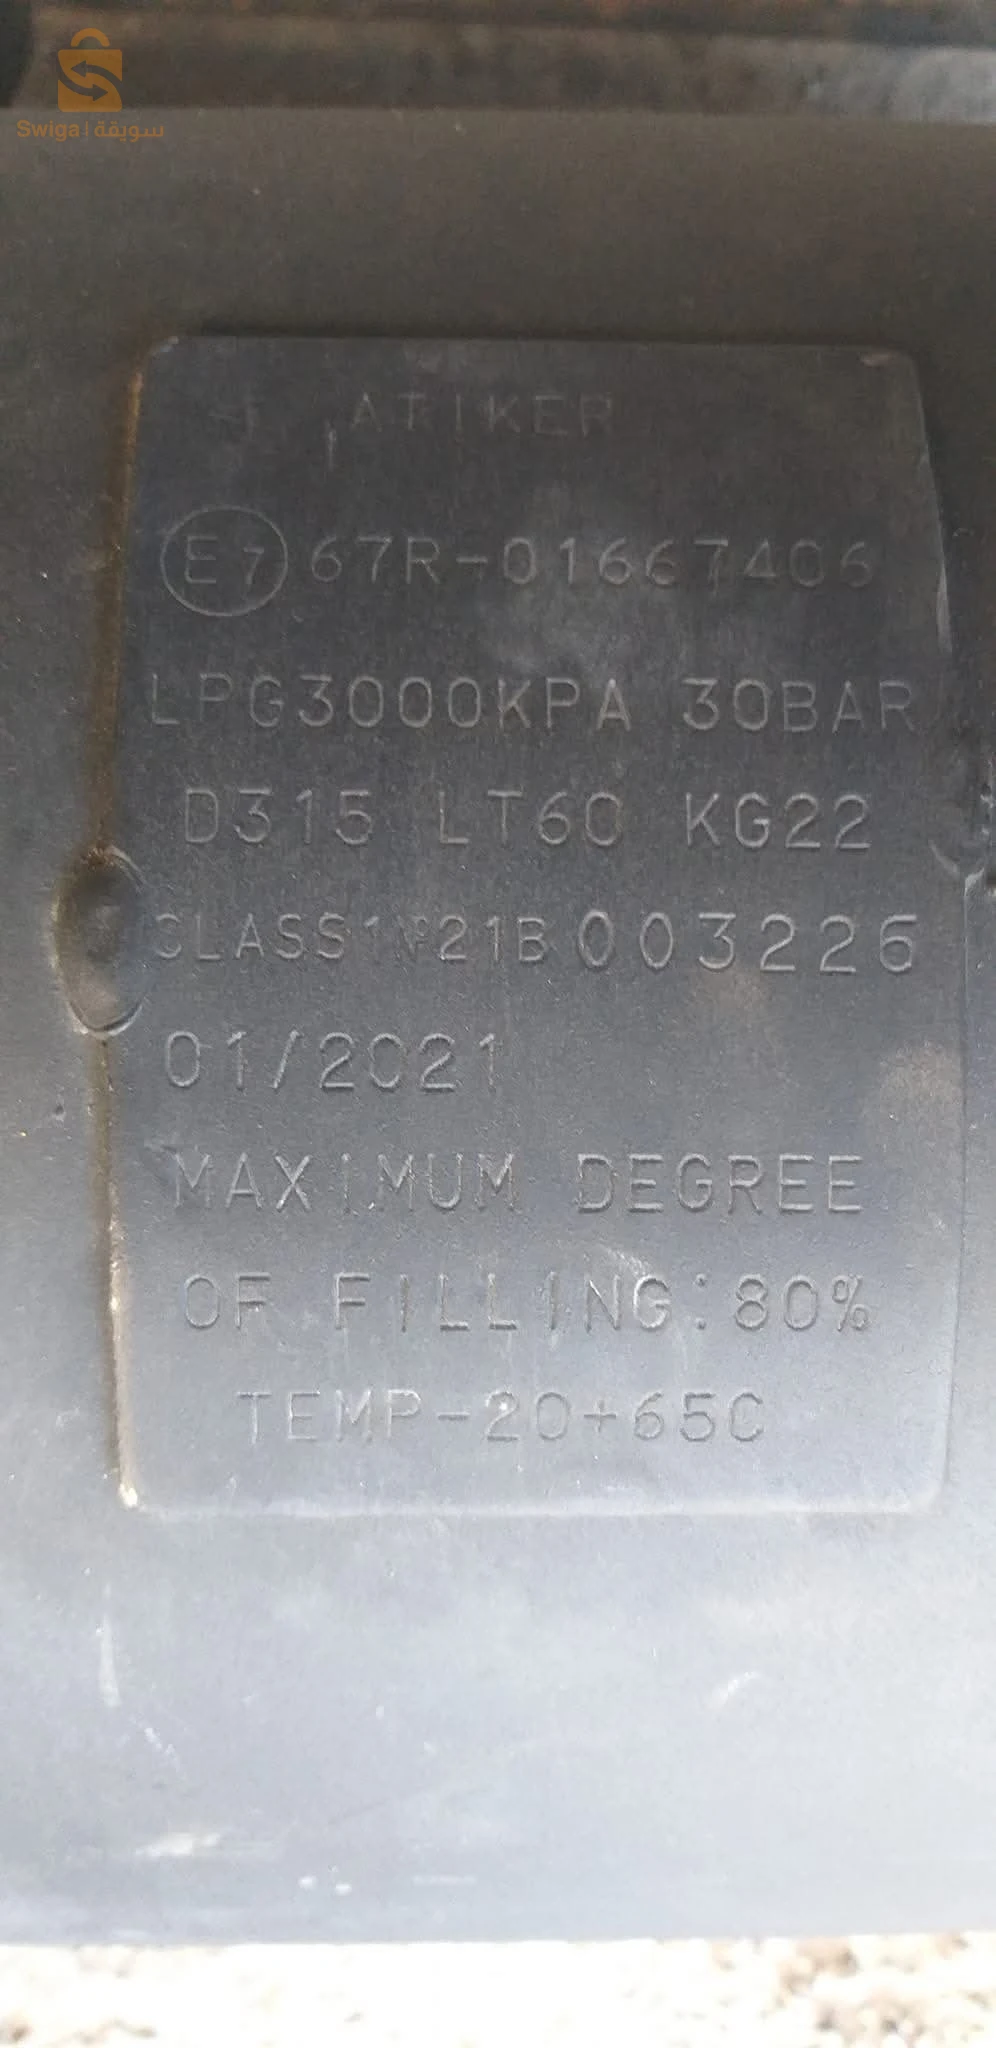 Swiga | سويقة
ATIKER
E7 67R-01667406
LPG3000KPA 30BAR
D315 LT60 KG22
CLASS1 N°21B 003226
01/2021
MAXIMUM DEGREE
OF FILLING:80%
TEMP-20+65C